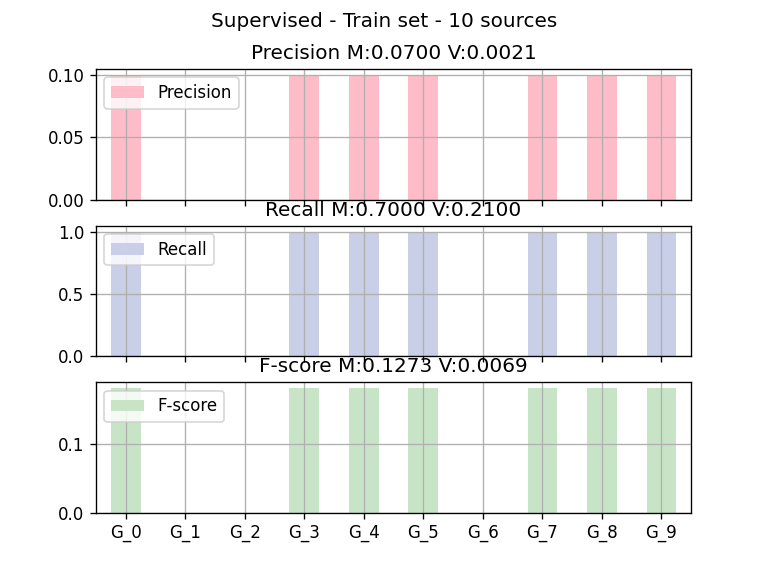 Supervised - Train set - 10 sources
Precision M:0.0700 V:0.0021
0.10
0.05
0.00
Precision
Recall M:0.7000 V:0.2100
1.0
0.5
0.0
Recall
F-score M:0.1273 V:0.0069
0.1
0.0
F-score
G_0 G_1 G_2 G_3 G_4 G_5 G_6 G_7 G_8 G_9